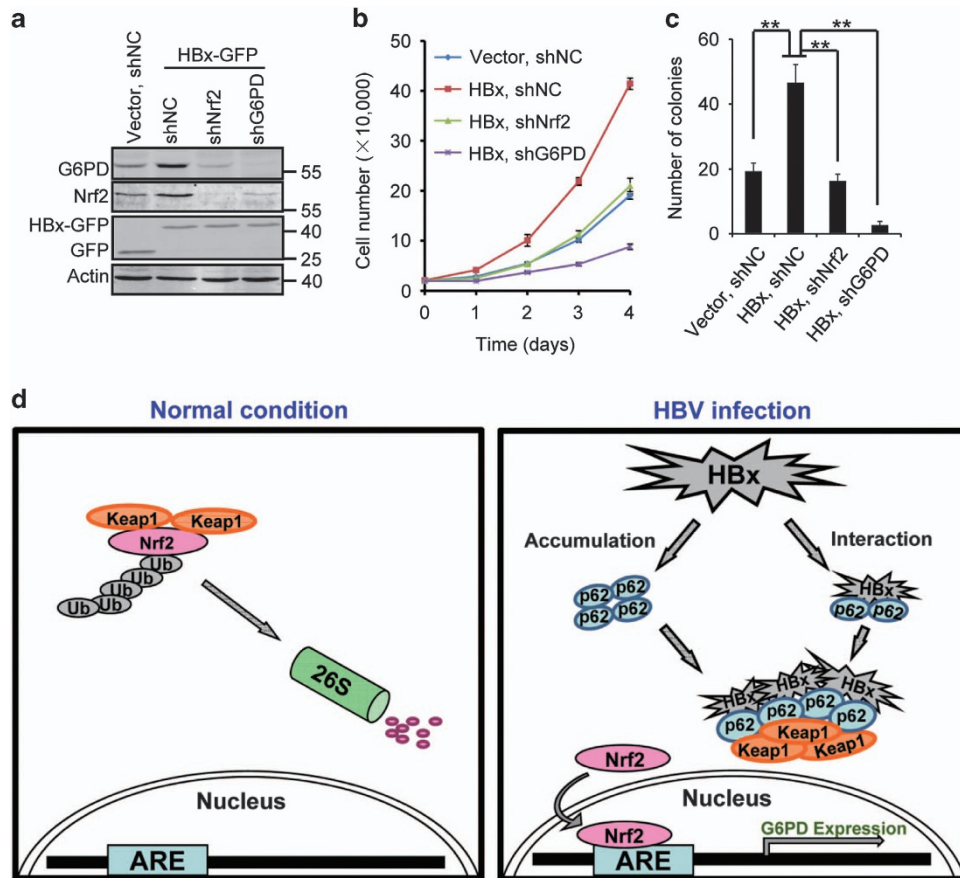 a
HBx-GFP
Vector, shNC
shNC
shNrf2
shG6PD
G6PD
55
Nrf2
55
HBx-GFP
40
GFP
25
Actin
40
b
Cell number (×10,000)
50
40
30
20
10
0
Vector, shNC
HBx, shNC
HBx, shNrf2
HBx, shG6PD
0 1 2 3 4
Time (days)
c
Number of colonies
60
40
20
0
** ** **
Vector, shNC
HBx, shNC
HBx, shNrf2
HBx, shG6PD
d
Normal condition
Keap1 Keap1
Nrf2
Ub
Ub
Ub
Ub Ub
26S
Nucleus
ARE
HBV infection
HBx
Accumulation
Interaction
p62
p62
p62
p62
HBx
p62 p62
HBx HBx HBx
p62 p62 p62
Keap1
Keap1 Keap1
Nrf2
Nucleus
Nrf2
G6PD Expression
ARE